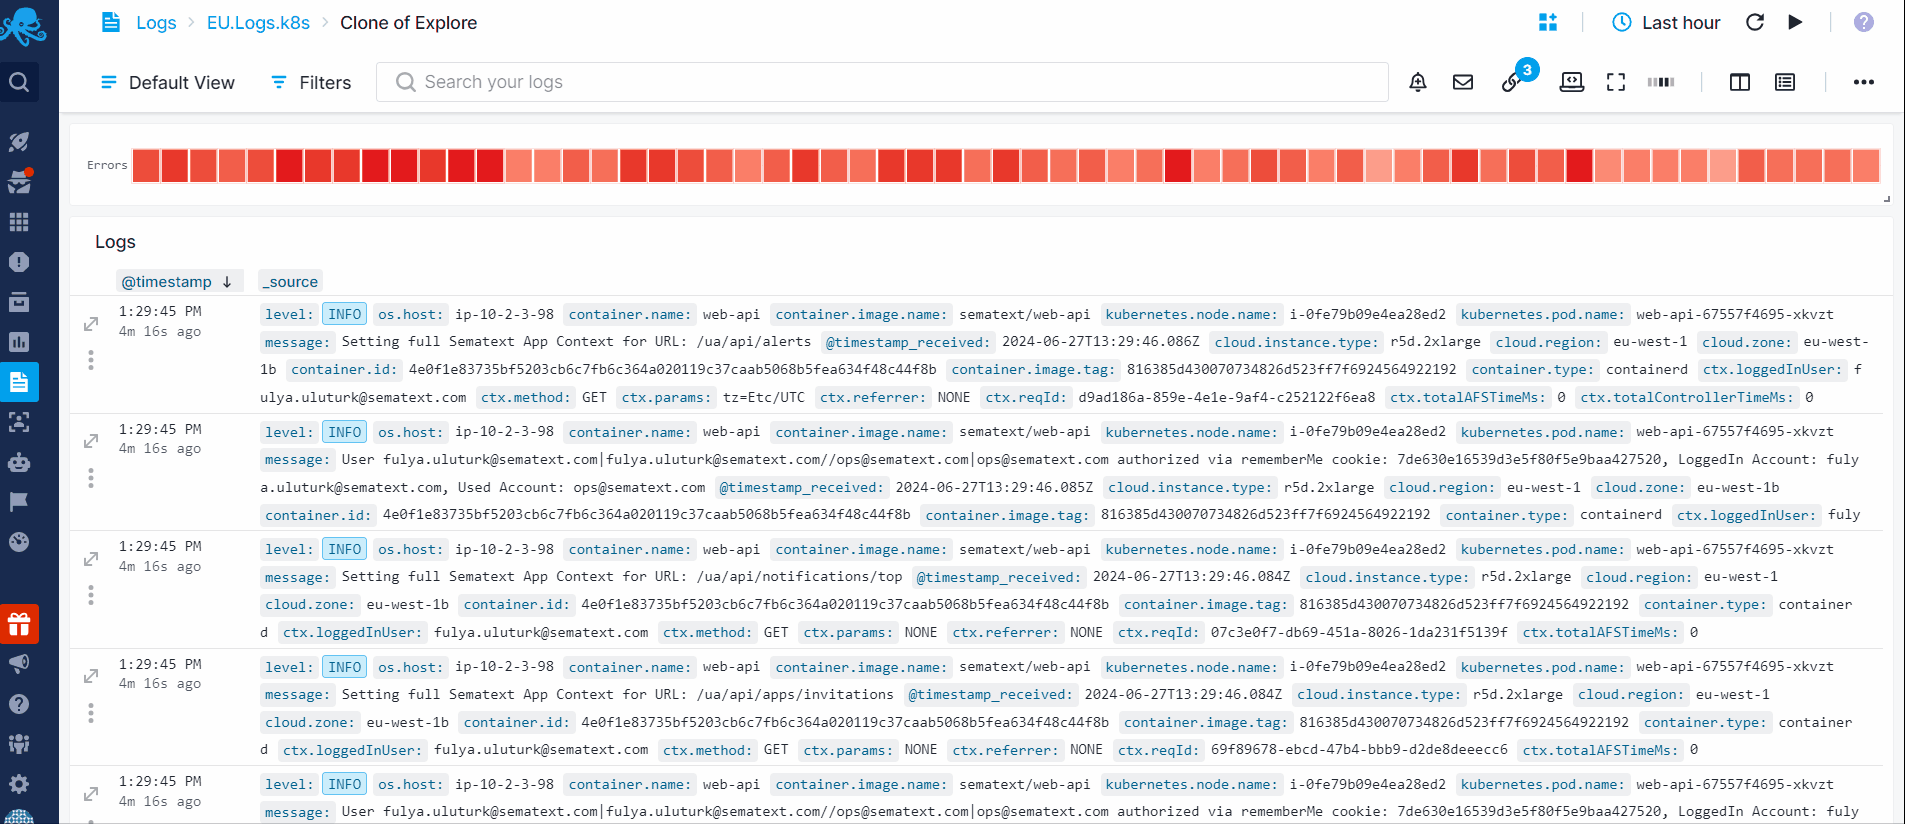 Logs > EU.Logs.k8s > Clone of Explore
Last hour
Default View Filters Search your logs 3
Errors
Logs
@timestamp ↓ _source
1:29:45 PM
4m 16s ago
level: INFO os.host: ip-10-2-3-98 container.name: web-api container.image.name: sematext/web-api kubernetes.node.name: i-0fe79b09e4ea28ed2 kubernetes.pod.name: web-api-67557f4695-xkvzt
message: Setting full Sematext App Context for URL: /ua/api/alerts @timestamp_received: 2024-06-27T13:29:46.086Z cloud.instance.type: r5d.2xlarge cloud.region: eu-west-1 cloud.zone: eu-west-
1b container.id: 4e0f1e83735bf5203cb6c7fb6c364a020119c37caab5068b5fea634f48c44f8b container.image.tag: 816385d430070734826d523ff7f6924564922192 container.type: containerd ctx.loggedInUser: f
ulya.uluturk@sematext.com ctx.method: GET ctx.params: tz=Etc/UTC ctx.referrer: NONE ctx.reqId: d9ad186a-859e-4e1e-9af4-c252122f6ea8 ctx.totalAFSTimeMs: 0 ctx.totalControllerTimeMs: 0
1:29:45 PM
4m 16s ago
level: INFO os.host: ip-10-2-3-98 container.name: web-api container.image.name: sematext/web-api kubernetes.node.name: i-0fe79b09e4ea28ed2 kubernetes.pod.name: web-api-67557f4695-xkvzt
message: User fulya.uluturk@sematext.com|fulya.uluturk@sematext.com//ops@sematext.com|ops@sematext.com authorized via rememberMe cookie: 7de630e16539d3e5f80f5e9baa427520, LoggedIn Account: fuly
a.uluturk@sematext.com, Used Account: ops@sematext.com @timestamp_received: 2024-06-27T13:29:46.085Z cloud.instance.type: r5d.2xlarge cloud.region: eu-west-1 cloud.zone: eu-west-1b
container.id: 4e0f1e83735bf5203cb6c7fb6c364a020119c37caab5068b5fea634f48c44f8b container.image.tag: 816385d430070734826d523ff7f6924564922192 container.type: containerd ctx.loggedInUser: fuly
1:29:45 PM
4m 16s ago
level: INFO os.host: ip-10-2-3-98 container.name: web-api container.image.name: sematext/web-api kubernetes.node.name: i-0fe79b09e4ea28ed2 kubernetes.pod.name: web-api-67557f4695-xkvzt
message: Setting full Sematext App Context for URL: /ua/api/notifications/top @timestamp_received: 2024-06-27T13:29:46.084Z cloud.instance.type: r5d.2xlarge cloud.region: eu-west-1
cloud.zone: eu-west-1b container.id: 4e0f1e83735bf5203cb6c7fb6c364a020119c37caab5068b5fea634f48c44f8b container.image.tag: 816385d430070734826d523ff7f6924564922192 container.type: container
d ctx.loggedInUser: fulya.uluturk@sematext.com ctx.method: GET ctx.params: NONE ctx.referrer: NONE ctx.reqId: 07c3e0f7-db69-451a-8026-1da231f5139f ctx.totalAFSTimeMs: 0
1:29:45 PM
4m 16s ago
level: INFO os.host: ip-10-2-3-98 container.name: web-api container.image.name: sematext/web-api kubernetes.node.name: i-0fe79b09e4ea28ed2 kubernetes.pod.name: web-api-67557f4695-xkvzt
message: Setting full Sematext App Context for URL: /ua/api/apps/invitations @timestamp_received: 2024-06-27T13:29:46.084Z cloud.instance.type: r5d.2xlarge cloud.region: eu-west-1
cloud.zone: eu-west-1b container.id: 4e0f1e83735bf5203cb6c7fb6c364a020119c37caab5068b5fea634f48c44f8b container.image.tag: 816385d430070734826d523ff7f6924564922192 container.type: container
d ctx.loggedInUser: fulya.uluturk@sematext.com ctx.method: GET ctx.params: NONE ctx.referrer: NONE ctx.reqId: 69f89678-ebcd-47b4-bbb9-d2de8deeecc6 ctx.totalAFSTimeMs: 0
1:29:45 PM
4m 16s ago
level: INFO os.host: ip-10-2-3-98 container.name: web-api container.image.name: sematext/web-api kubernetes.node.name: i-0fe79b09e4ea28ed2 kubernetes.pod.name: web-api-67557f4695-xkvzt
message: User fulya.uluturk@sematext.com|fulya.uluturk@sematext.com//ops@sematext.com|ops@sematext.com authorized via rememberMe cookie: 7de630e16539d3e5f80f5e9baa427520, LoggedIn Account: fuly